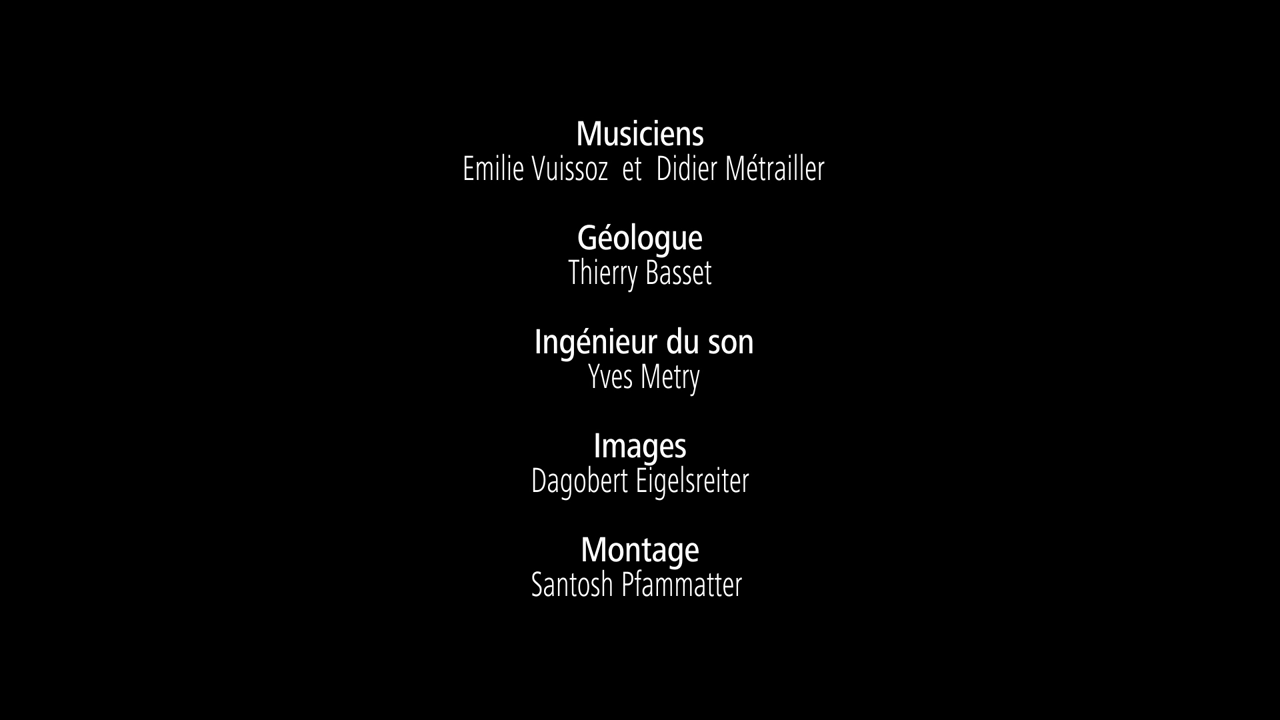 Musiciens
Emilie Vuissoz et Didier Métrailler
Géologue
Thierry Basset
Ingénieur du son
Yves Metry
Images
Dagobert Eigelsreiter
Montage
Santosh Pfammatter